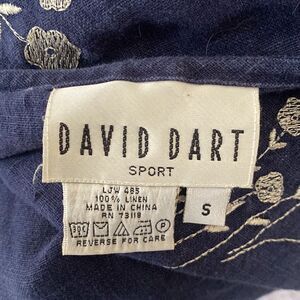 DAVID DART
SPORT
LJW 485
100% LINEN
MADE IN CHINA
RN 73118
S
REVERSE FOR CARE